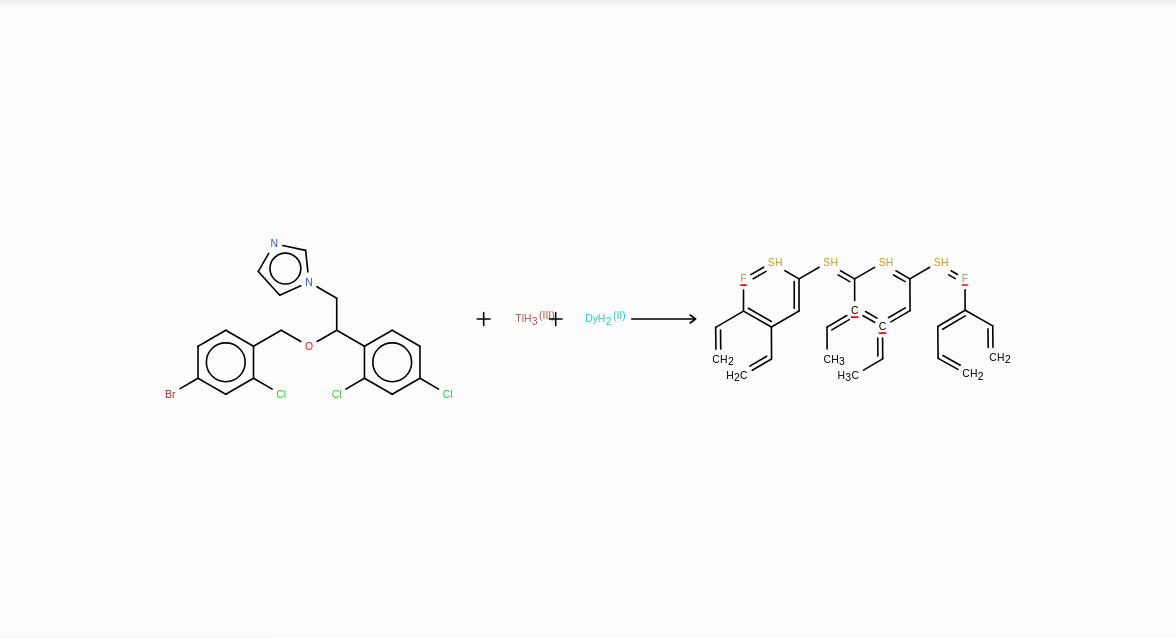 N
N
O
Br
Cl
Cl
Cl
+
TlH3 (III)
+
DyH2 (II)
SH
SH
SH
SH
F
F
C
C
CH2
H2C
CH3
H3C
CH2
CH2